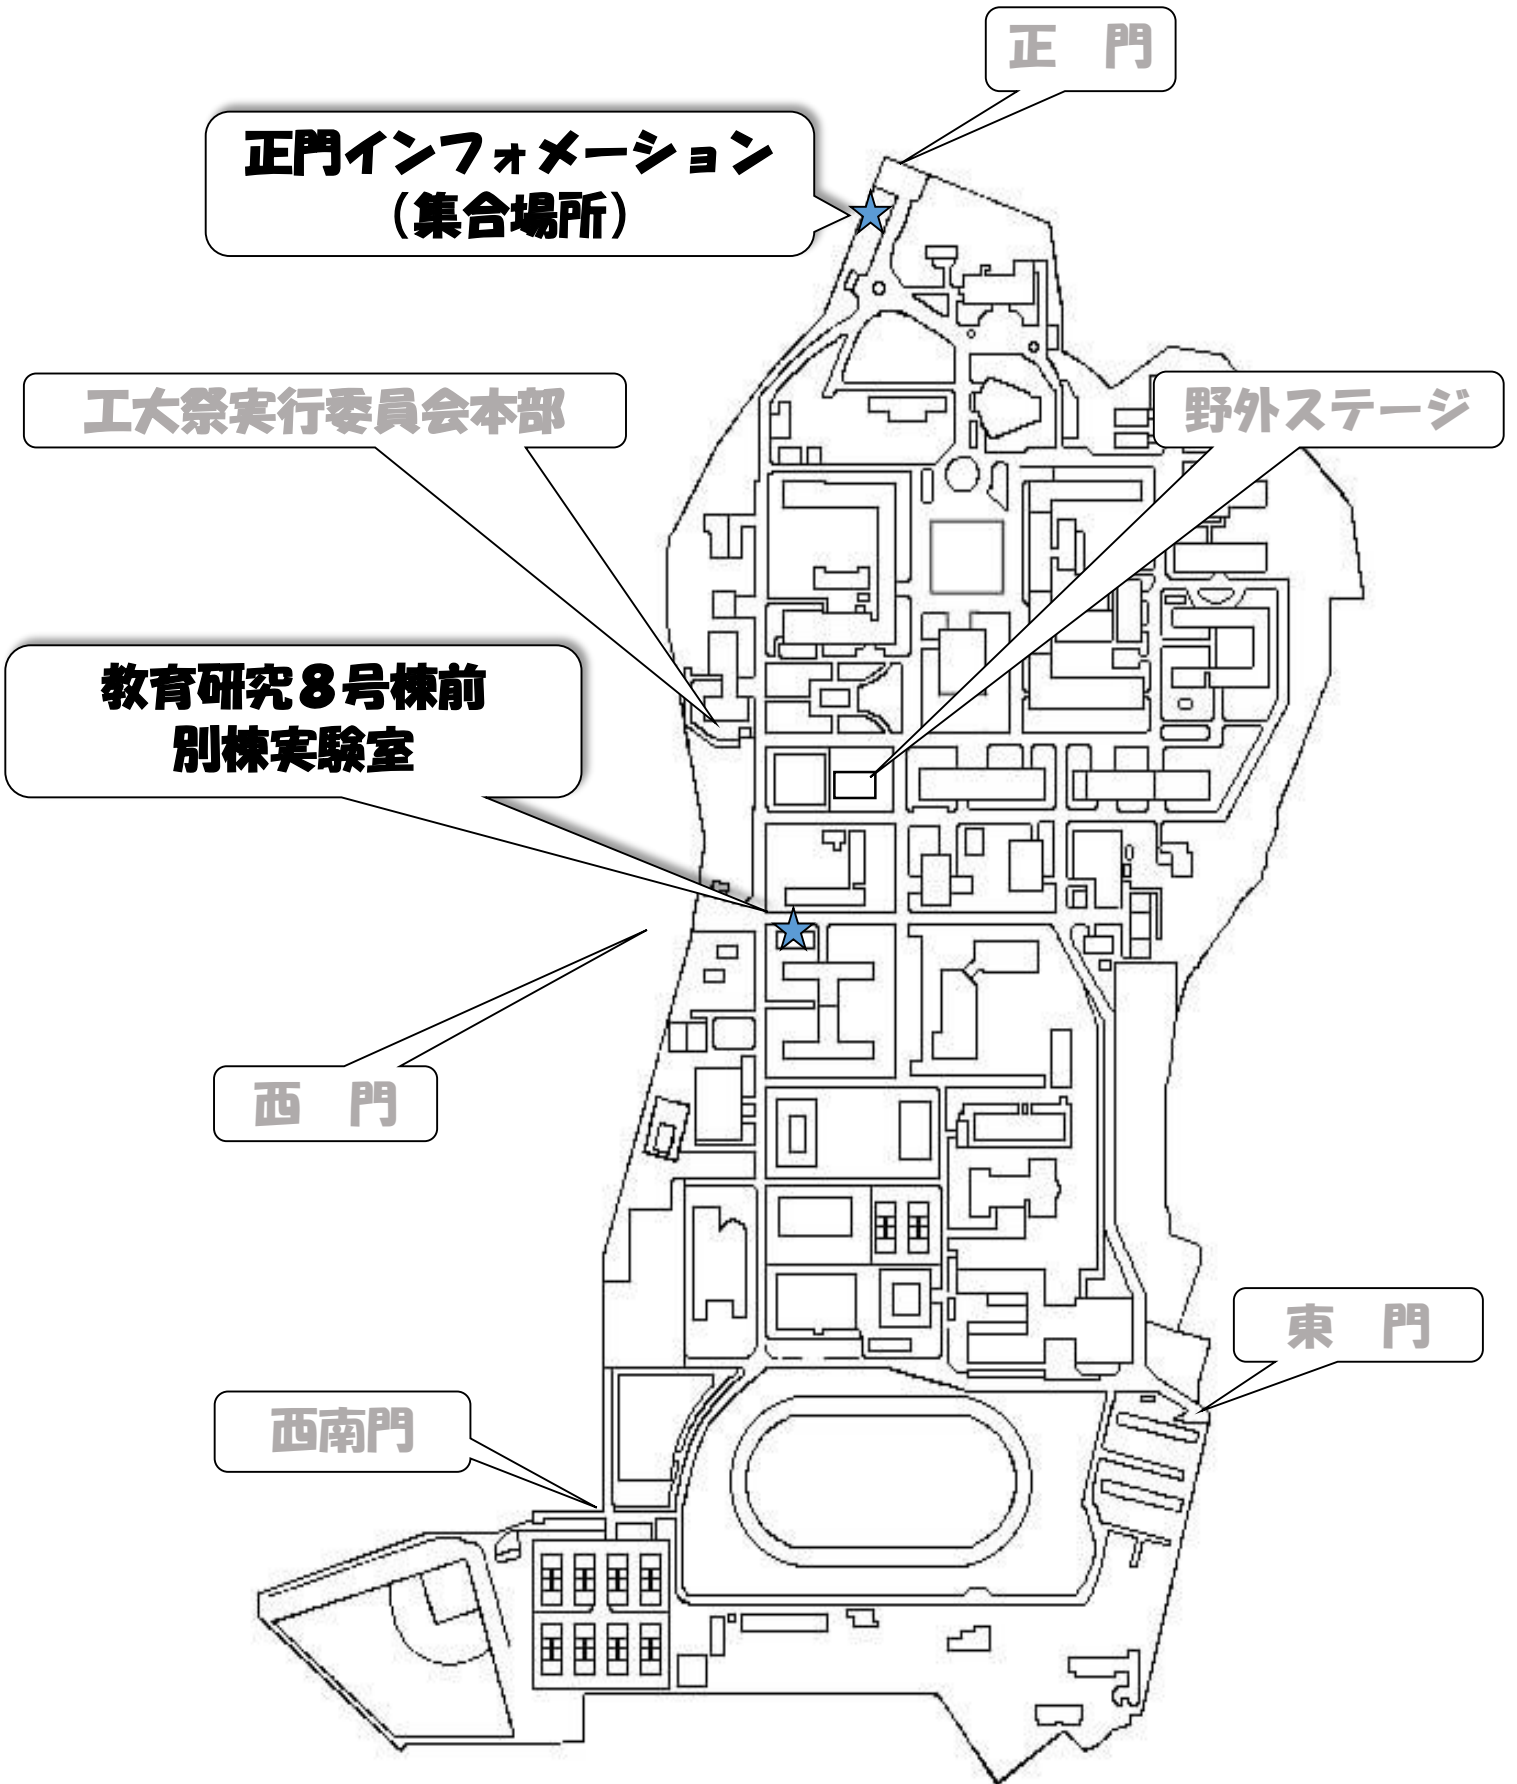 正　門
正門インフォメーション
（集合場所）
工大祭実行委員会本部
野外ステージ
教育研究８号棟前
別棟実験室
西　門
東　門
西南門